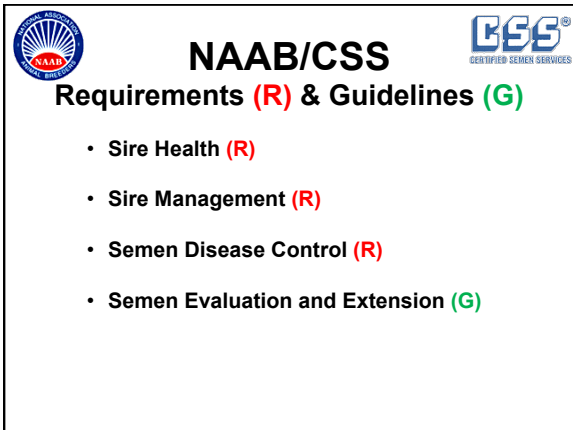 NATIONAL ASSOCIATION
NAAB
ANIMAL BREEDERS
CSS®
CERTIFIED SEMEN SERVICES
NAAB/CSS
Requirements (R) & Guidelines (G)
• Sire Health (R)
• Sire Management (R)
• Semen Disease Control (R)
• Semen Evaluation and Extension (G)